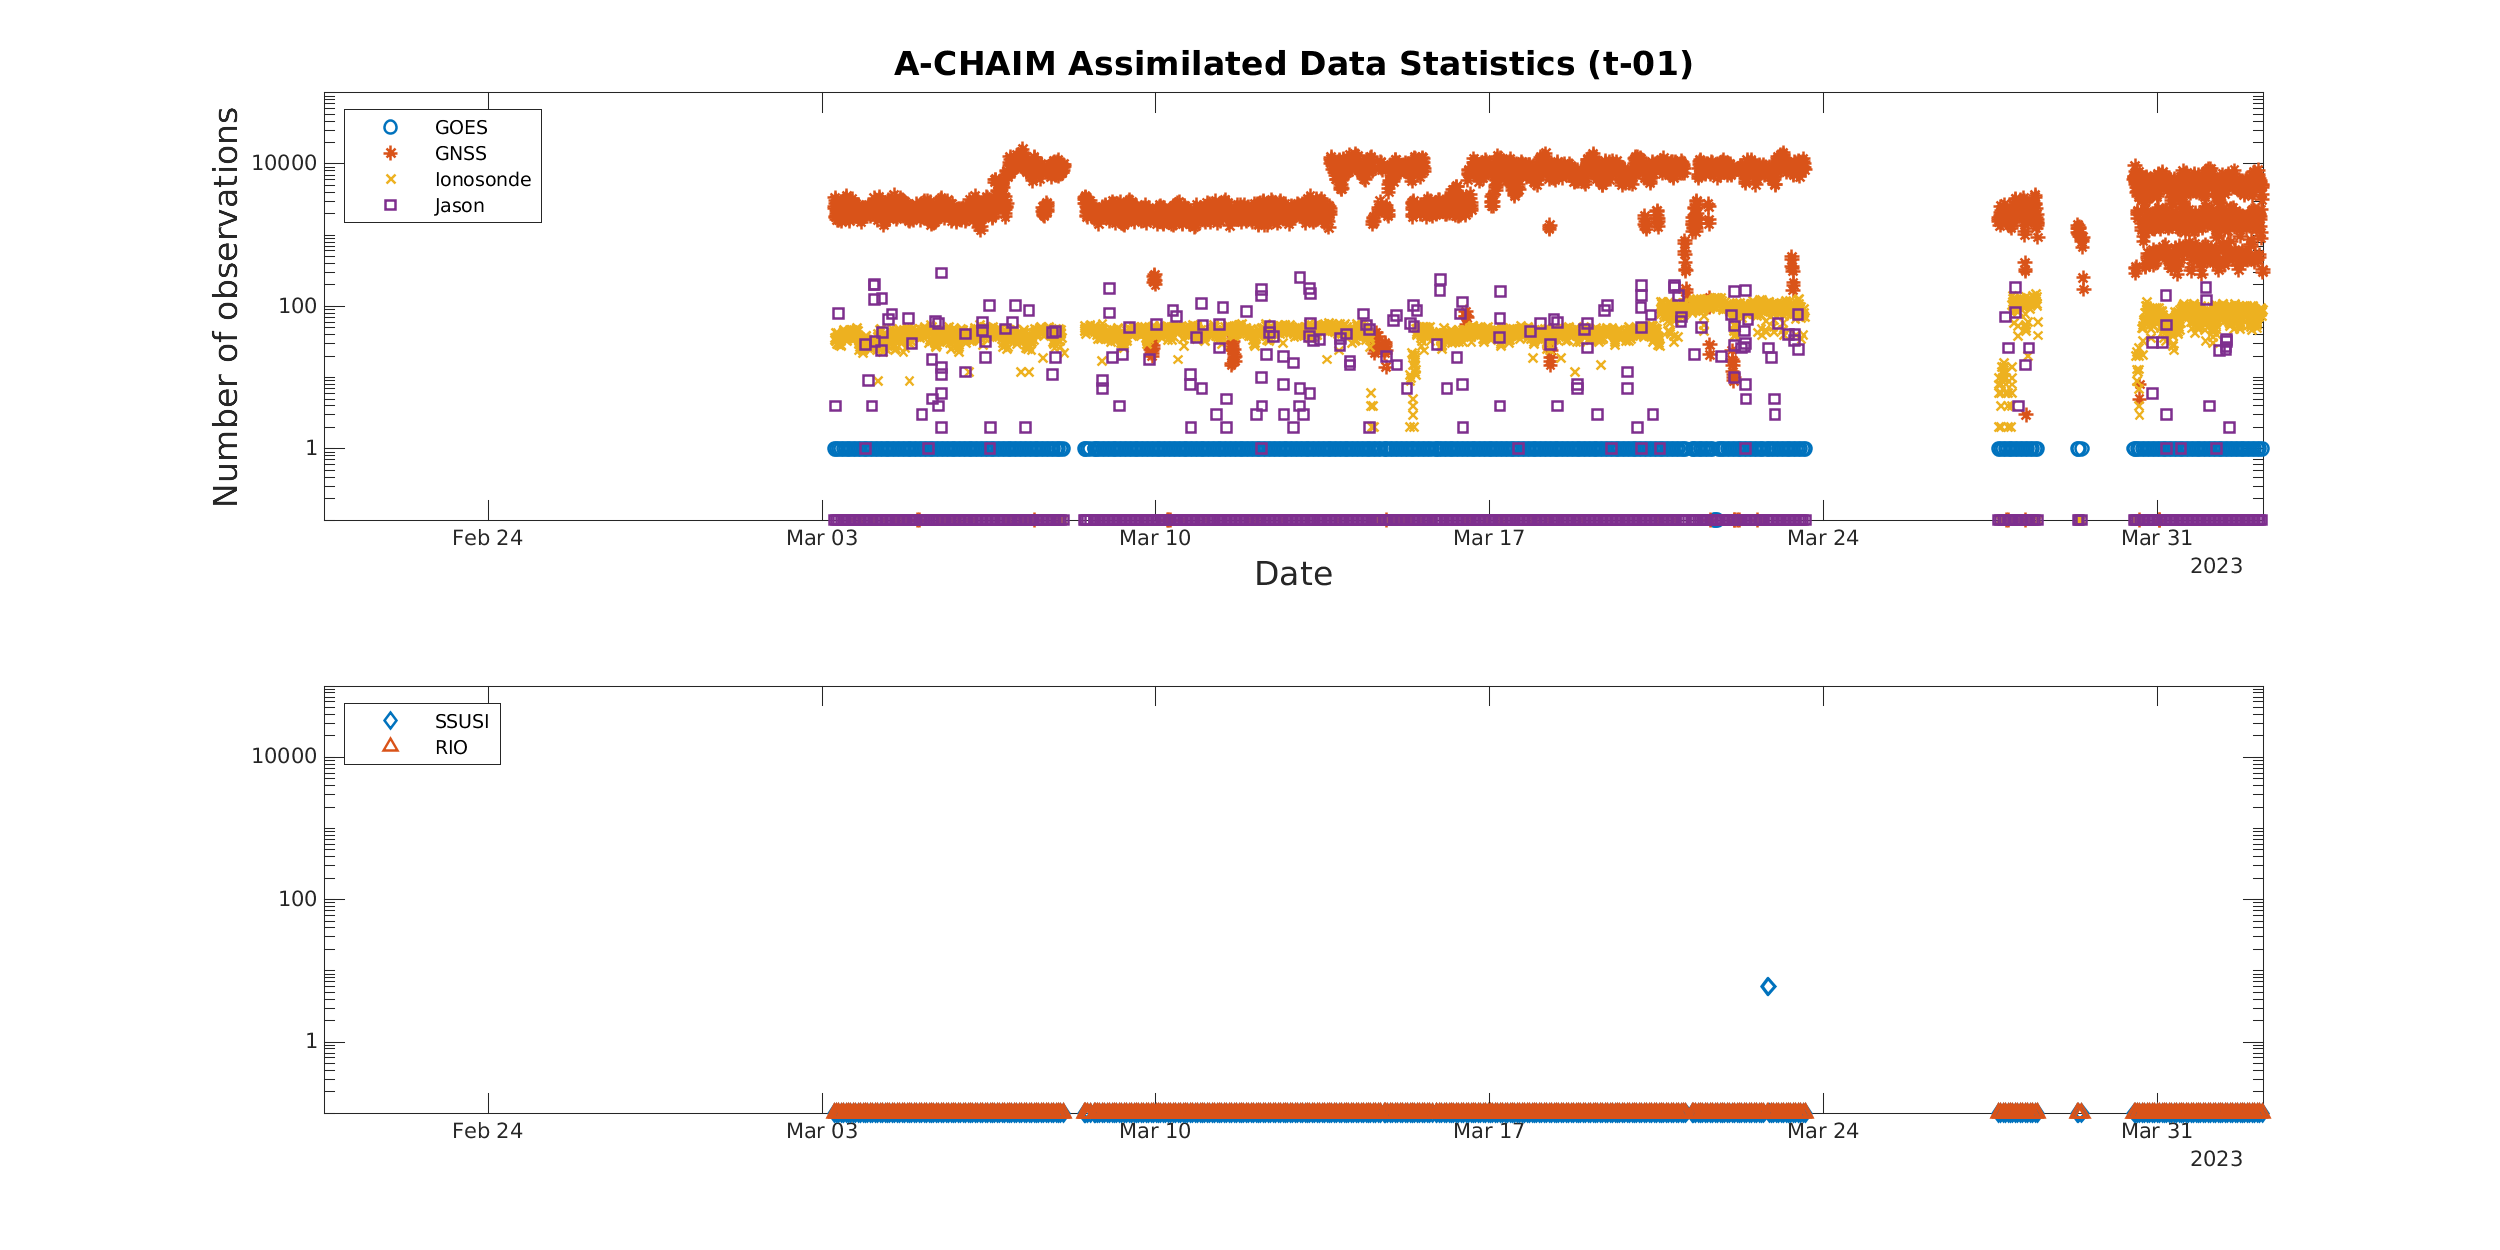 A-CHAIM Assimilated Data Statistics (t-01)
Number of observations
GOES
GNSS
Ionosonde
Jason
10000
100
1
Feb 24
Mar 03
Mar 10
Mar 17
Mar 24
Mar 31
2023
Date
SSUSI
RIO
10000
100
1
Feb 24
Mar 03
Mar 10
Mar 17
Mar 24
Mar 31
2023